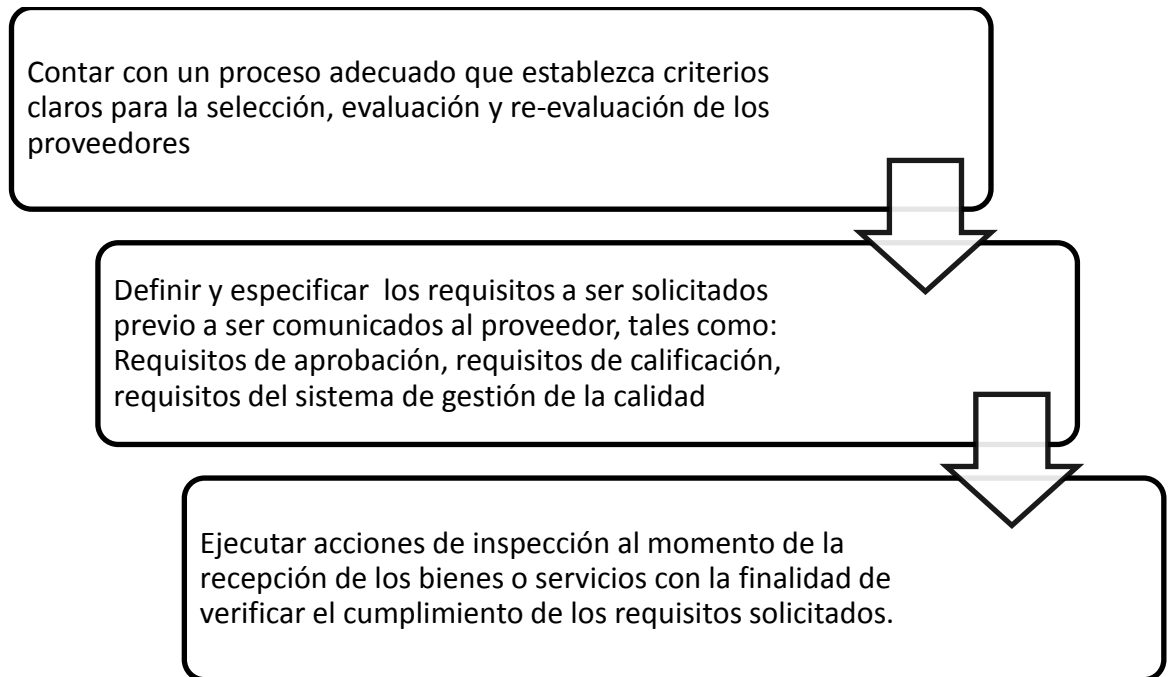 Contar con un proceso adecuado que establezca criterios
claros para la selección, evaluación y re-evaluación de los
proveedores
Definir y especificar  los requisitos a ser solicitados
previo a ser comunicados al proveedor, tales como:
Requisitos de aprobación, requisitos de calificación,
requisitos del sistema de gestión de la calidad
Ejecutar acciones de inspección al momento de la
recepción de los bienes o servicios con la finalidad de
verificar el cumplimiento de los requisitos solicitados.